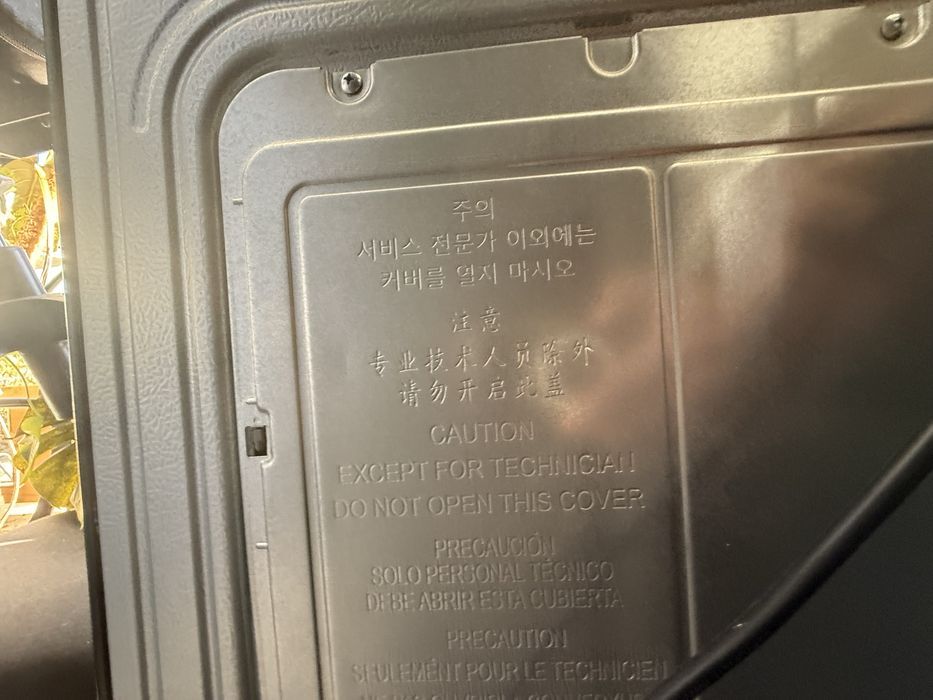 주의
서비스 전문가 이외에는
커버를 열지 마시오
注意
专业技术人员除外
请勿开启此盖
CAUTION
EXCEPT FOR TECHNICIAN
DO NOT OPEN THIS COVER
PRECAUCIÓN
SOLO PERSONAL TÉCNICO
DEBE ABRIR ESTA CUBIERTA
PRECAUTION
SEULEMENT POUR LE TECHNICIEN